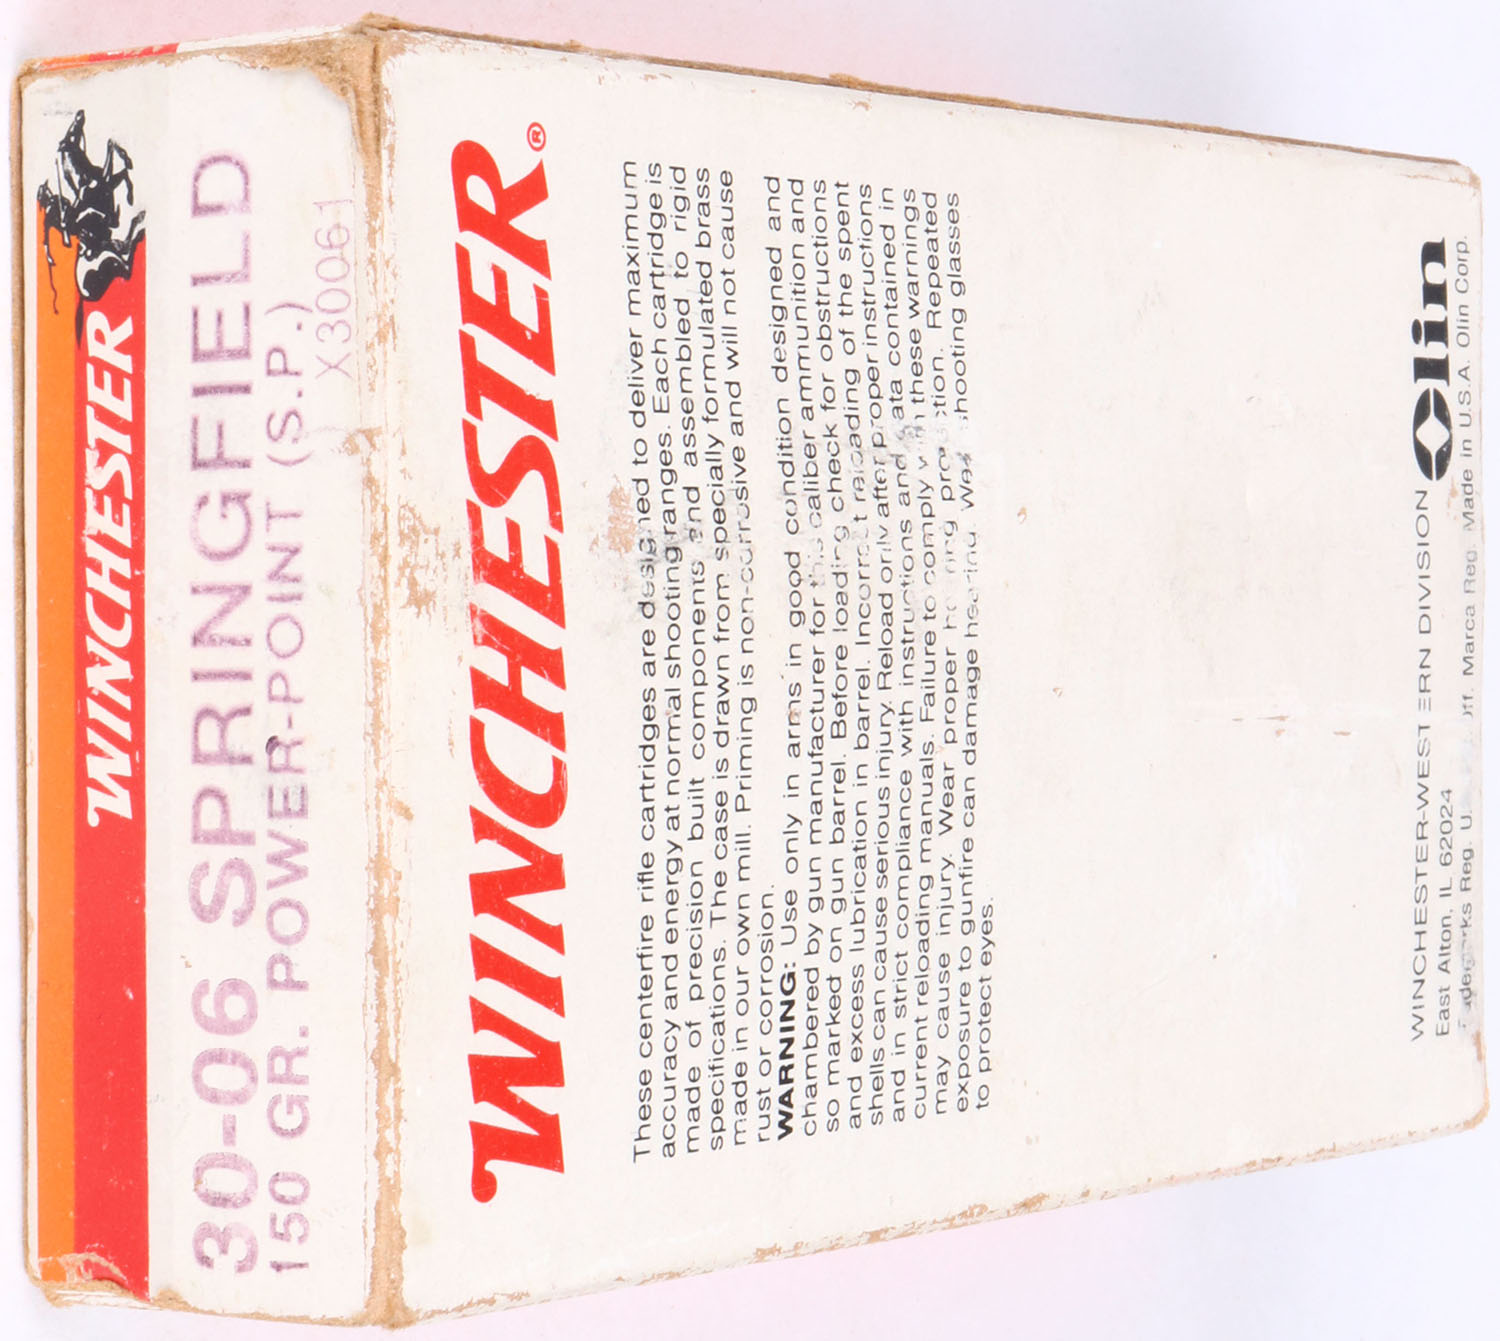 WINCHESTER
30-06 SPRINGFIELD
150 GR. POWER-POINT (S.P.)
X30061
WINCHESTER®
These centerfire rifle cartridges are designed to deliver maximum
accuracy and energy at normal shooting ranges. Each cartridge is
made of precision built components and assembled to rigid
specifications. The case is drawn from specially formulated brass
made in our own mill. Priming is non-corrosive and will not cause
rust or corrosion.
WARNING: Use only in arms in good condition designed and
chambered by gun manufacturer for this caliber ammunition and
so marked on gun barrel. Before loading check for obstructions
and excess lubrication in barrel. Incorrect reloading of the spent
shells can cause serious injury. Reload only after proper instructions
and in strict compliance with instructions and data contained in
current reloading manuals. Failure to comply with these warnings
may cause injury. Wear proper hearing protection. Repeated
exposure to gunfire can damage hearing. Wear shooting glasses
to protect eyes.
WINCHESTER-WESTERN DIVISION Olin
East Alton, IL 62024
Trademarks Reg. U. Off. Marca Reg. Made in U.S.A. Olin Corp.